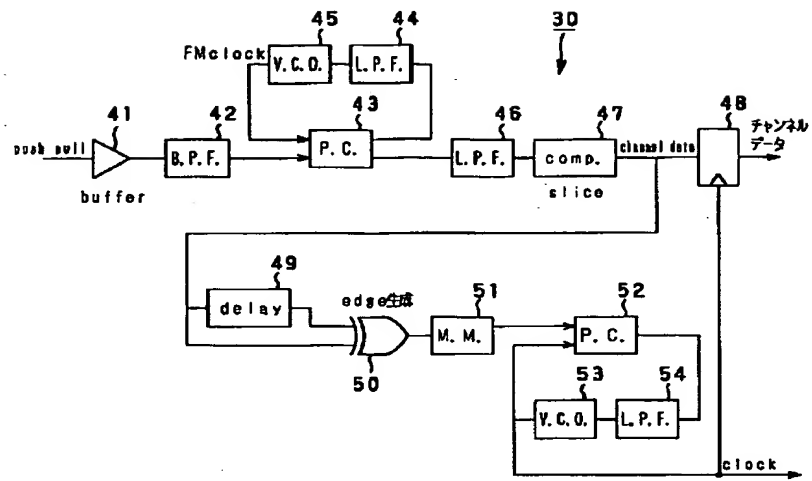 30
45
44
FMclock
V.C.O.
L.P.F.
41
42
43
46
47
48
チャンネル
データ
push pull
B.P.F.
P.C.
L.P.F.
comp.
channel data
buffer
slice
49
edge生成
51
52
delay
M.M.
P.C.
50
53
54
V.C.O.
L.P.F.
clock